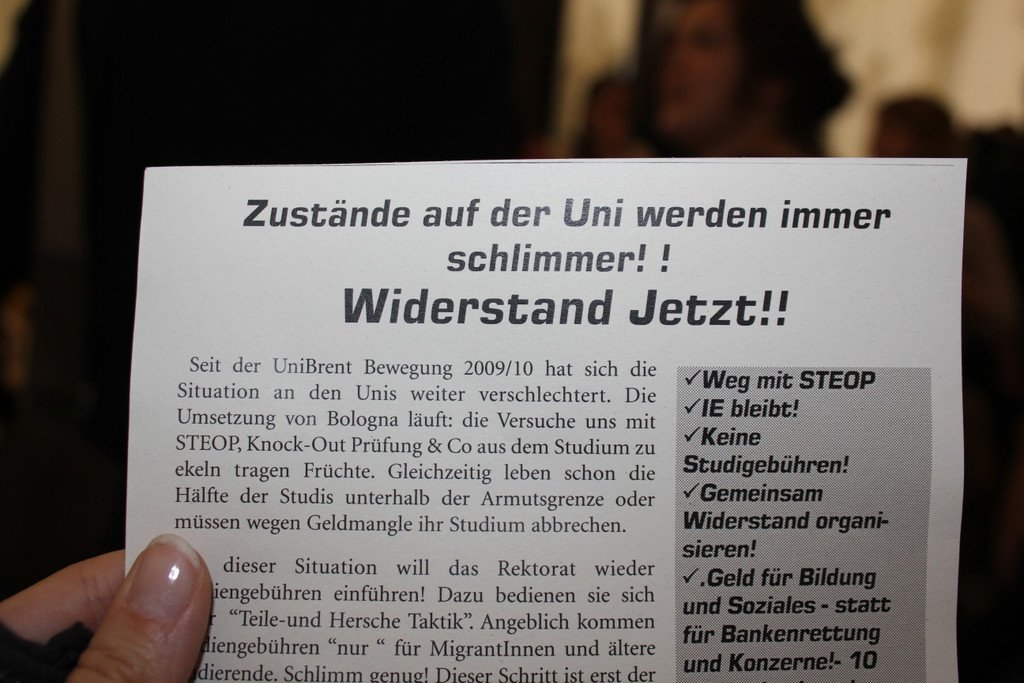 Zustände auf der Uni werden immer
schlimmer! !
Widerstand Jetzt!!
Seit der UniBrent Bewegung 2009/10 hat sich die
Situation an den Unis weiter verschlechtert. Die
Umsetzung von Bologna läuft: die Versuche uns mit
STEOP, Knock-Out Prüfung & Co aus dem Studium zu
ekeln tragen Früchte. Gleichzeitig leben schon die
Hälfte der Studis unterhalb der Armutsgrenze oder
müssen wegen Geldmangle ihr Studium abbrechen.
dieser Situation will das Rektorat wieder
iengebühren einführen! Dazu bedienen sie sich
r “Teile-und Hersche Taktik”. Angeblich kommen
diengebühren “nur “ für MigrantInnen und ältere
dierende. Schlimm genug! Dieser Schritt ist erst der
✓Weg mit STEOP
✓IE bleibt!
✓Keine
Studigebühren!
✓Gemeinsam
Widerstand organi-
sieren!
✓.Geld für Bildung
und Soziales - statt
für Bankenrettung
und Konzerne!- 10